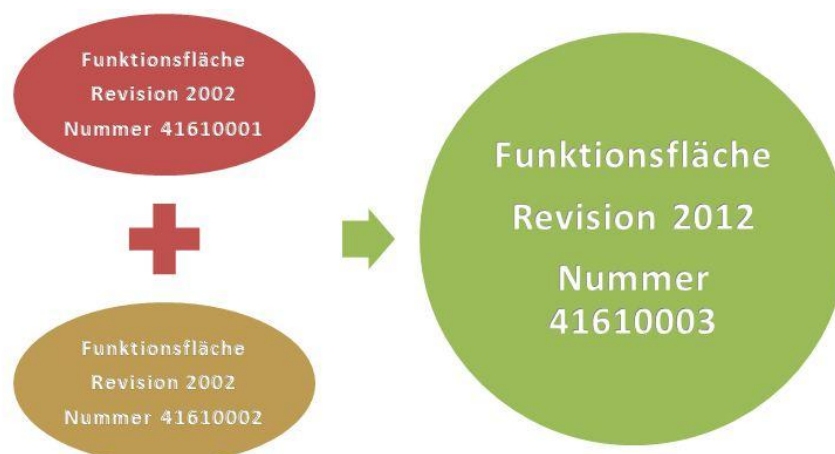 Funktionsfläche
Revision 2002
Nummer 41610001
Funktionsfläche
Revision 2002
Nummer 41610002
Funktionsfläche
Revision 2012
Nummer
41610003